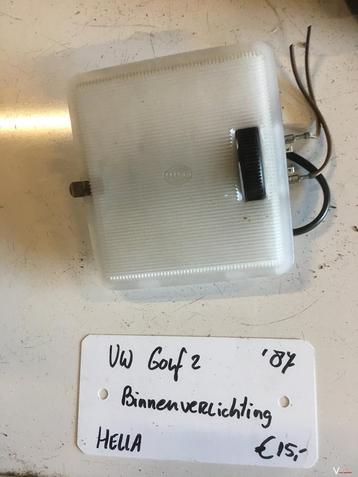 VW Golf 2 '87
Binnenverlichting
HELLA €15,-